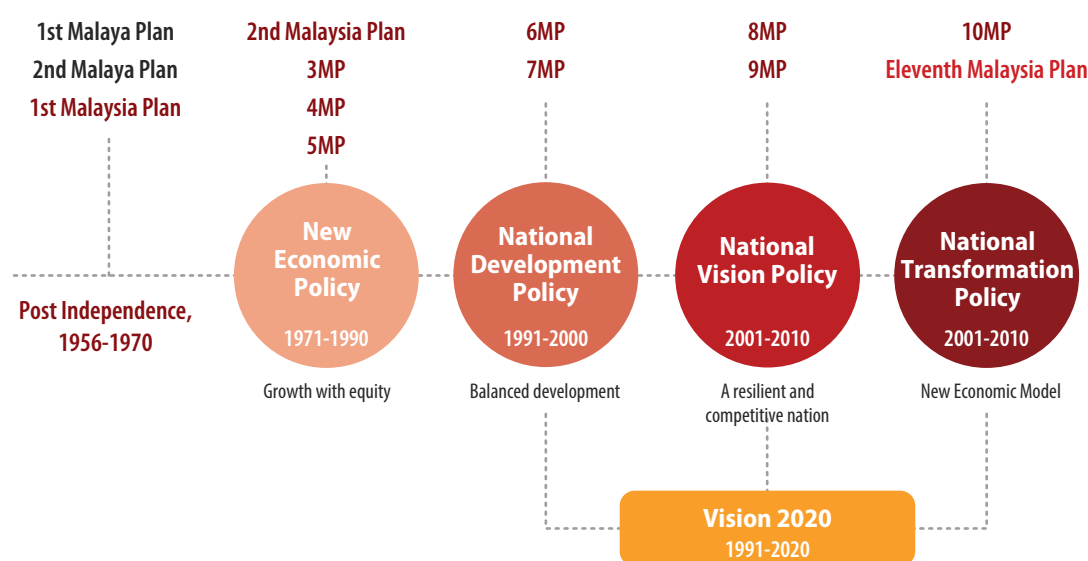 1st Malaya Plan
2nd Malaya Plan
1st Malaysia Plan
Post Independence,
1956-1970
2nd Malaysia Plan
3MP
4MP
5MP
New
Economic
Policy
1971-1990
Growth with equity
6MP
7MP
National
Development
Policy
1991-2000
Balanced development
8MP
9MP
National
Vision Policy
2001-2010
A resilient and
competitive nation
10MP
Eleventh Malaysia Plan
National
Transformation
Policy
2001-2010
New Economic Model
Vision 2020
1991-2020